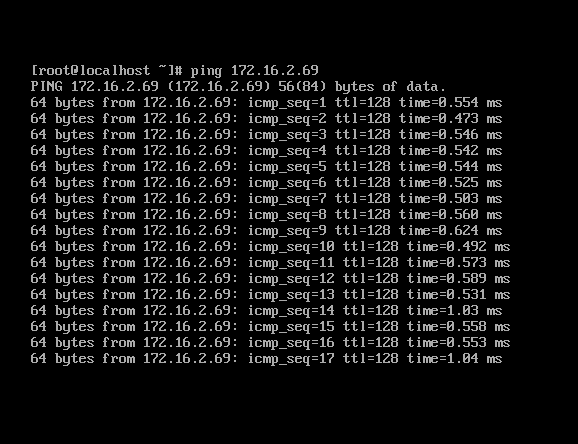 [root@localhost ~]# ping 172.16.2.69
PING 172.16.2.69 (172.16.2.69) 56(84) bytes of data.
64 bytes from 172.16.2.69: icmp_seq=1 ttl=128 time=0.554 ms
64 bytes from 172.16.2.69: icmp_seq=2 ttl=128 time=0.473 ms
64 bytes from 172.16.2.69: icmp_seq=3 ttl=128 time=0.546 ms
64 bytes from 172.16.2.69: icmp_seq=4 ttl=128 time=0.542 ms
64 bytes from 172.16.2.69: icmp_seq=5 ttl=128 time=0.544 ms
64 bytes from 172.16.2.69: icmp_seq=6 ttl=128 time=0.525 ms
64 bytes from 172.16.2.69: icmp_seq=7 ttl=128 time=0.503 ms
64 bytes from 172.16.2.69: icmp_seq=8 ttl=128 time=0.560 ms
64 bytes from 172.16.2.69: icmp_seq=9 ttl=128 time=0.624 ms
64 bytes from 172.16.2.69: icmp_seq=10 ttl=128 time=0.492 ms
64 bytes from 172.16.2.69: icmp_seq=11 ttl=128 time=0.573 ms
64 bytes from 172.16.2.69: icmp_seq=12 ttl=128 time=0.589 ms
64 bytes from 172.16.2.69: icmp_seq=13 ttl=128 time=0.531 ms
64 bytes from 172.16.2.69: icmp_seq=14 ttl=128 time=1.03 ms
64 bytes from 172.16.2.69: icmp_seq=15 ttl=128 time=0.558 ms
64 bytes from 172.16.2.69: icmp_seq=16 ttl=128 time=0.553 ms
64 bytes from 172.16.2.69: icmp_seq=17 ttl=128 time=1.04 ms